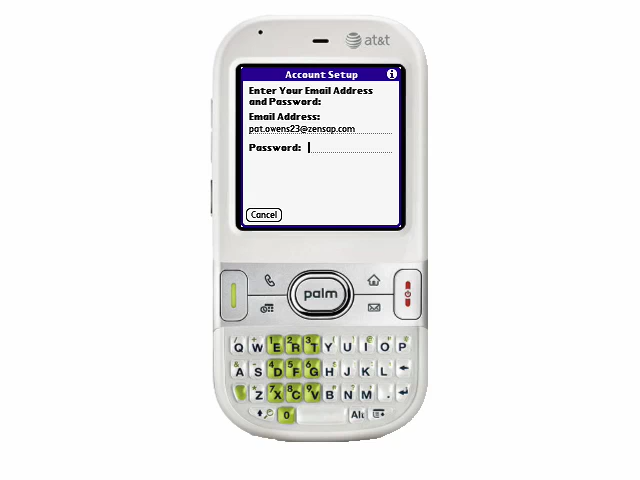 at&t
Account Setup
Enter Your Email Address
and Password:
Email Address:
pat.owens23@zensap.com
Password:
Cancel
palm
Q W E R T Y U I O P
A S D F G H J K L
Z X C V B N M .
0 Alt